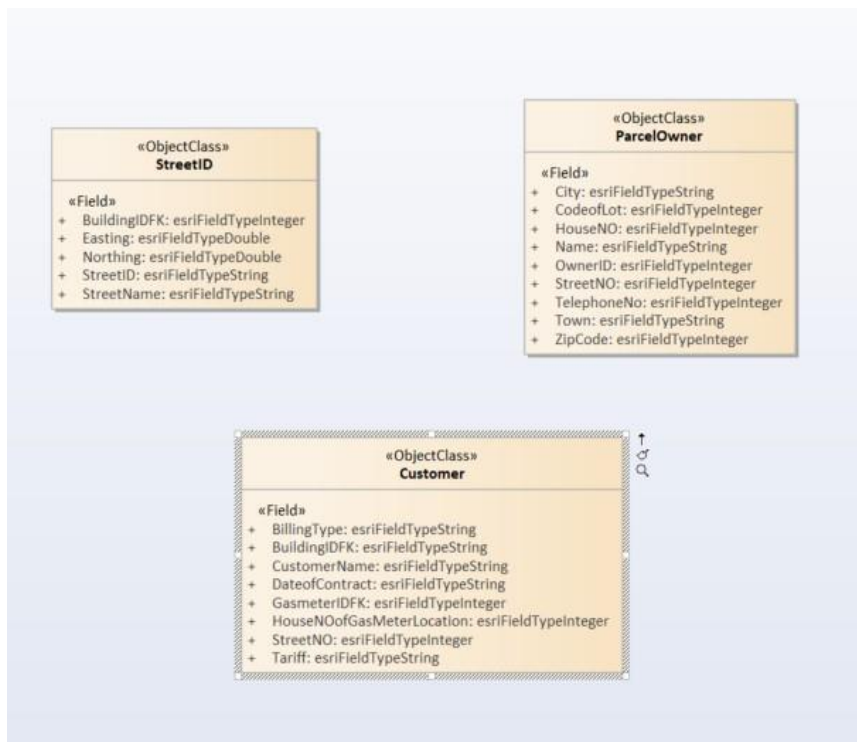 «ObjectClass»
StreetID
«Field»
+ BuildingIDFK: esriFieldTypeInteger
+ Easting: esriFieldTypeDouble
+ Northing: esriFieldTypeDouble
+ StreetID: esriFieldTypeString
+ StreetName: esriFieldTypeString
«ObjectClass»
ParcelOwner
«Field»
+ City: esriFieldTypeString
+ CodeofLot: esriFieldTypeInteger
+ HouseNO: esriFieldTypeInteger
+ Name: esriFieldTypeString
+ OwnerID: esriFieldTypeInteger
+ StreetNO: esriFieldTypeInteger
+ TelephoneNo: esriFieldTypeInteger
+ Town: esriFieldTypeString
+ ZipCode: esriFieldTypeInteger
«ObjectClass»
Customer
«Field»
+ BillingType: esriFieldTypeString
+ BuildingIDFK: esriFieldTypeString
+ CustomerName: esriFieldTypeString
+ DateofContract: esriFieldTypeString
+ GasmeterIDFK: esriFieldTypeInteger
+ HouseNOofGasMeterLocation: esriFieldTypeInteger
+ StreetNO: esriFieldTypeInteger
+ Tariff: esriFieldTypeString